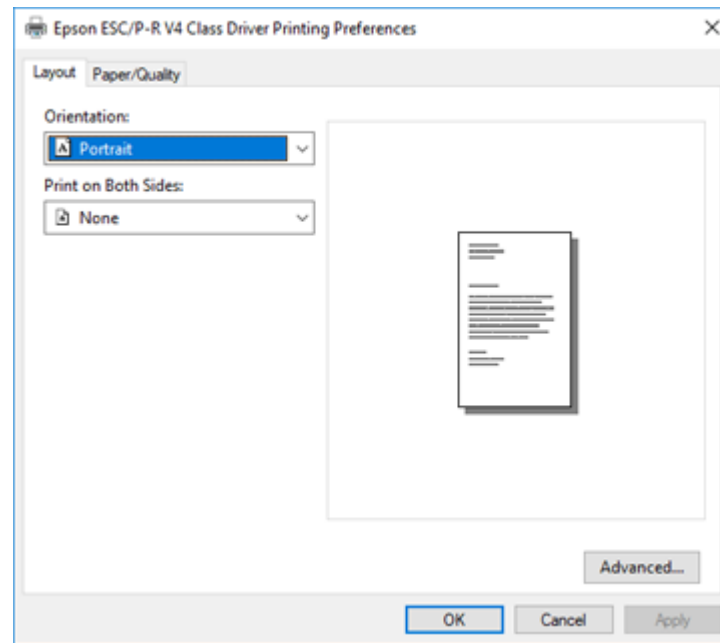 Epson ESC/P-R V4 Class Driver Printing Preferences
Layout Paper/Quality
Orientation:
A Portrait
Print on Both Sides:
None
Advanced...
OK Cancel Apply